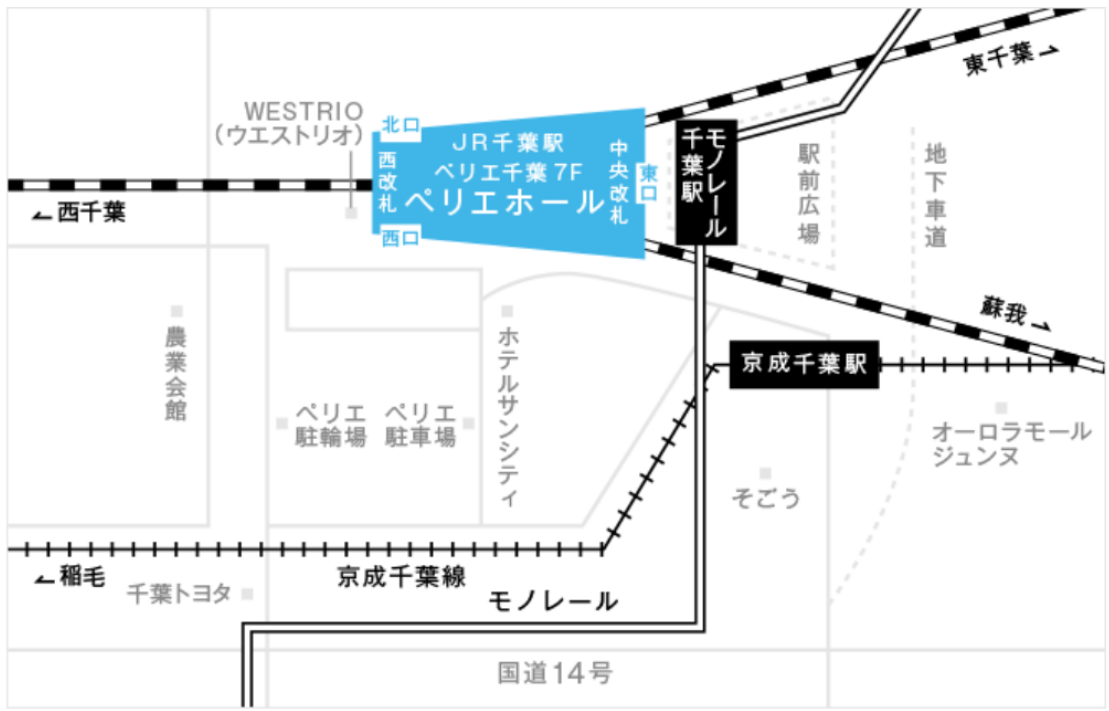 東千葉
WESTRIO
（ウエストリオ）
北口
JR千葉駅
ペリエ千葉7F
ペリエホール
西改札
中央改札
東口
西口
モノレール
千葉駅
駅前広場
地下車道
西千葉
蘇我
農業会館
ホテルサンシティ
京成千葉駅
ペリエ
駐輪場
ペリエ
駐車場
オーロラモール
ジュンヌ
そごう
稲毛
京成千葉線
千葉トヨタ
モノレール
国道14号